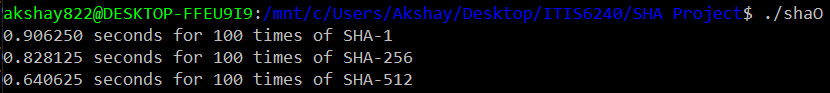 akshay822@DESKTOP-FFEU9I9:/mnt/c/Users/Akshay/Desktop/ITIS6240/SHA Project$ ./shaO
0.906250 seconds for 100 times of SHA-1
0.828125 seconds for 100 times of SHA-256
0.640625 seconds for 100 times of SHA-512